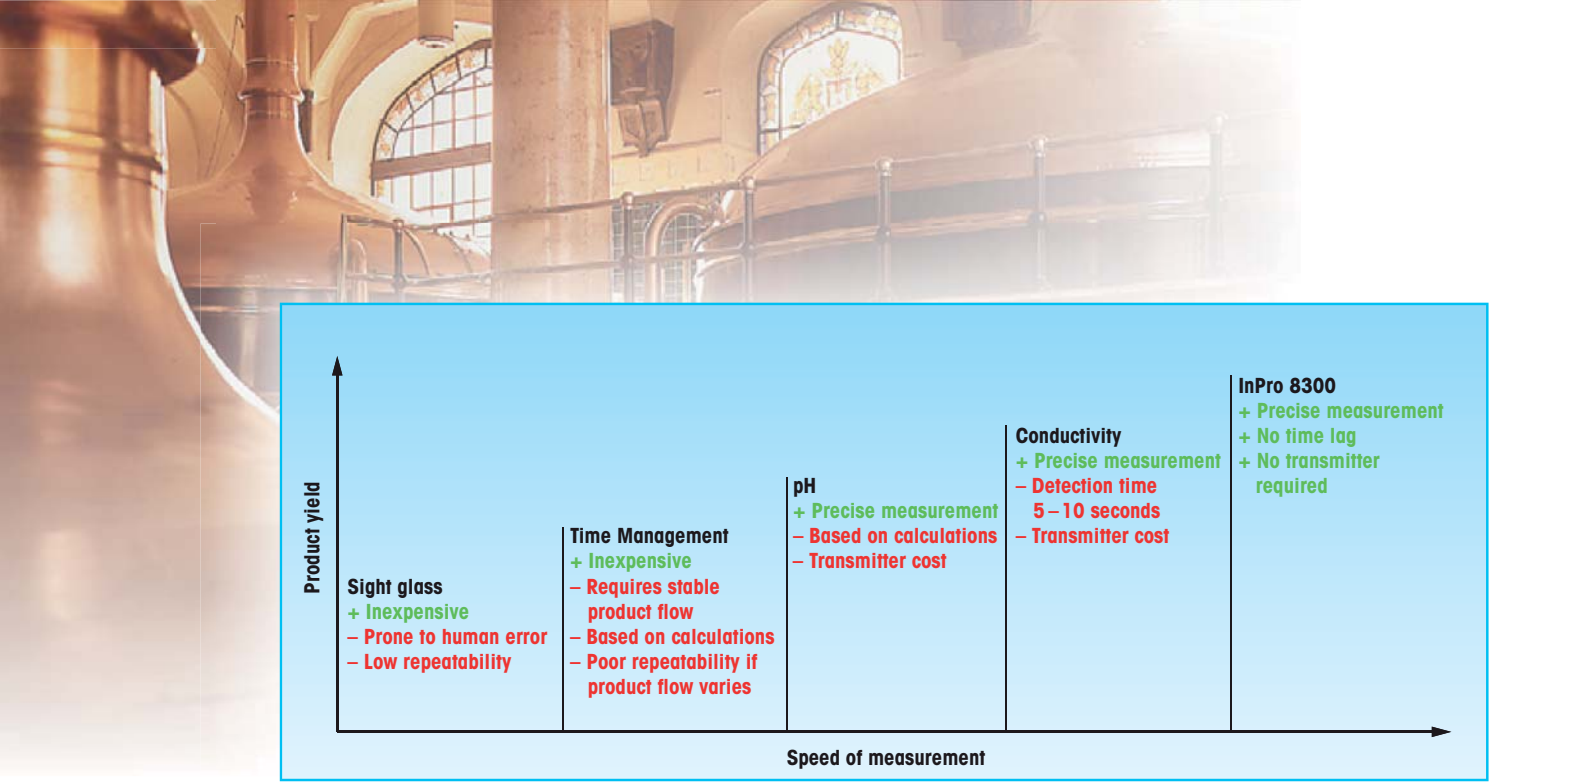 Product yield
Sight glass
+ Inexpensive
– Prone to human error
– Low repeatability
Time Management
+ Inexpensive
– Requires stable
product flow
– Based on calculations
– Poor repeatability if
product flow varies
pH
+ Precise measurement
– Based on calculations
– Transmitter cost
Conductivity
+ Precise measurement
– Detection time
5–10 seconds
– Transmitter cost
InPro 8300
+ Precise measurement
+ No time lag
+ No transmitter
required
Speed of measurement